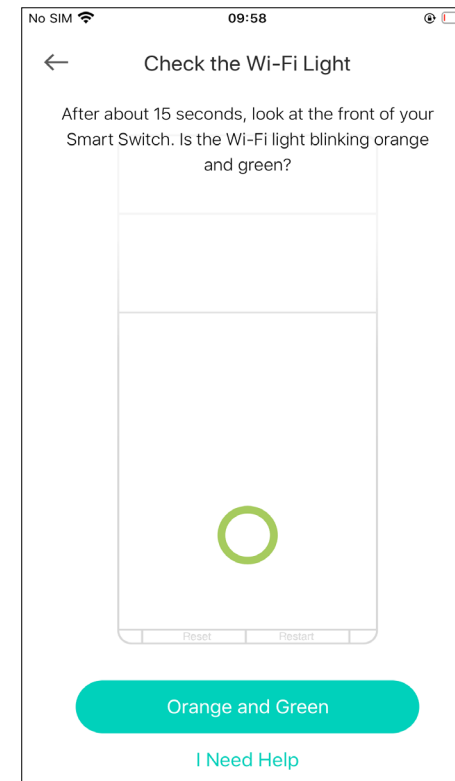 No SIM 09:58
Check the Wi-Fi Light
After about 15 seconds, look at the front of your
Smart Switch. Is the Wi-Fi light blinking orange
and green?
Reset Restart
Orange and Green
I Need Help